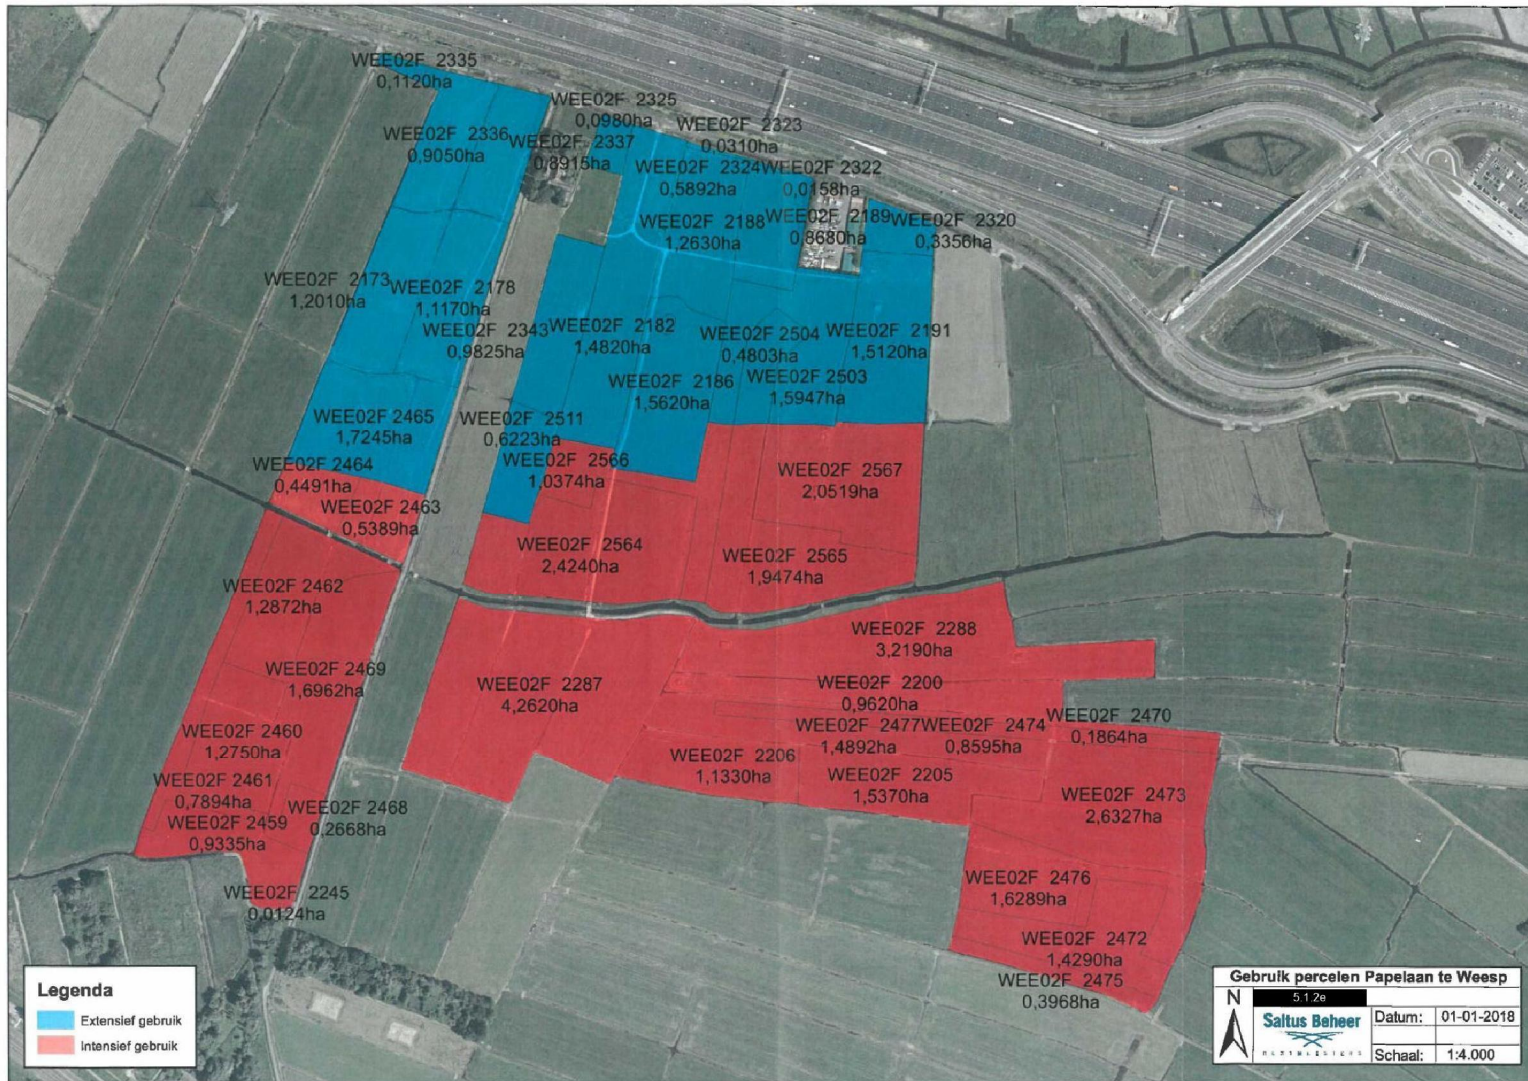 WEE02F 2335
0,1120ha
WEE02F 2325
0,0980ha
WEE02F 2323
0,0310ha
WEE02F 2336
0,9050ha
WEE02F 2337
0,8915ha
WEE02F 2324
0,5892ha
WEE02F 2322
0,0158ha
WEE02F 2188
1,2630ha
WEE02F 2189
0,8680ha
WEE02F 2320
0,3356ha
WEE02F 2173
1,2010ha
WEE02F 2178
1,1170ha
WEE02F 2343
0,9825ha
WEE02F 2182
1,4820ha
WEE02F 2504
0,4803ha
WEE02F 2191
1,5120ha
WEE02F 2186
1,5620ha
WEE02F 2503
1,5947ha
WEE02F 2465
1,7245ha
WEE02F 2511
0,6223ha
WEE02F 2464
0,4491ha
WEE02F 2566
1,0374ha
WEE02F 2567
2,0519ha
WEE02F 2463
0,5389ha
WEE02F 2564
2,4240ha
WEE02F 2565
1,9474ha
WEE02F 2462
1,2872ha
WEE02F 2288
3,2190ha
WEE02F 2469
1,6962ha
WEE02F 2287
4,2620ha
WEE02F 2200
0,9620ha
WEE02F 2460
1,2750ha
WEE02F 2477
1,4892ha
WEE02F 2474
0,8595ha
WEE02F 2470
0,1864ha
WEE02F 2206
1,1330ha
WEE02F 2205
1,5370ha
WEE02F 2461
0,7894ha
WEE02F 2473
2,6327ha
WEE02F 2468
0,2668ha
WEE02F 2459
0,9335ha
WEE02F 2245
0,0124ha
WEE02F 2476
1,6289ha
WEE02F 2472
1,4290ha
WEE02F 2475
0,3968ha
Legenda
Extensief gebruik
Intensief gebruik
Gebruik percelen Papelaan te Weesp
N
5.1.2e
Saltus Beheer
RENTMEESTERS
Datum: 01-01-2018
Schaal: 1:4.000